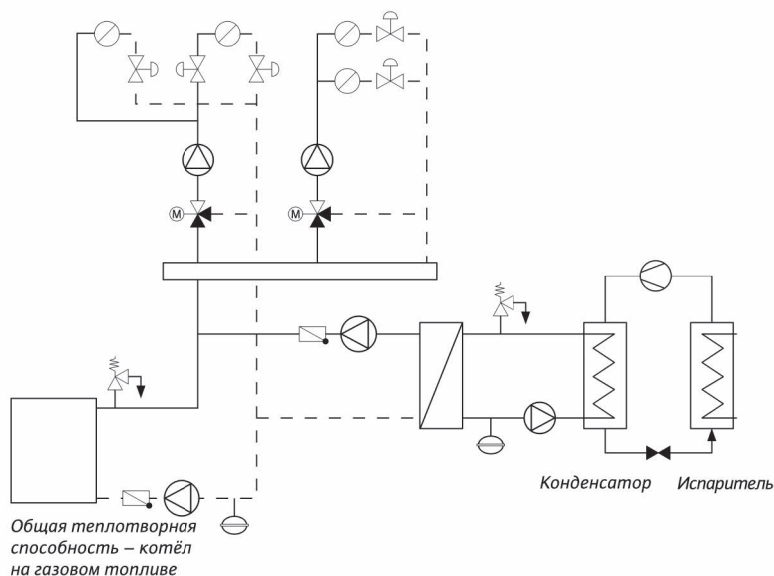 M
M
Конденсатор
Испаритель
Общая теплотворная
способность – котёл
на газовом топливе